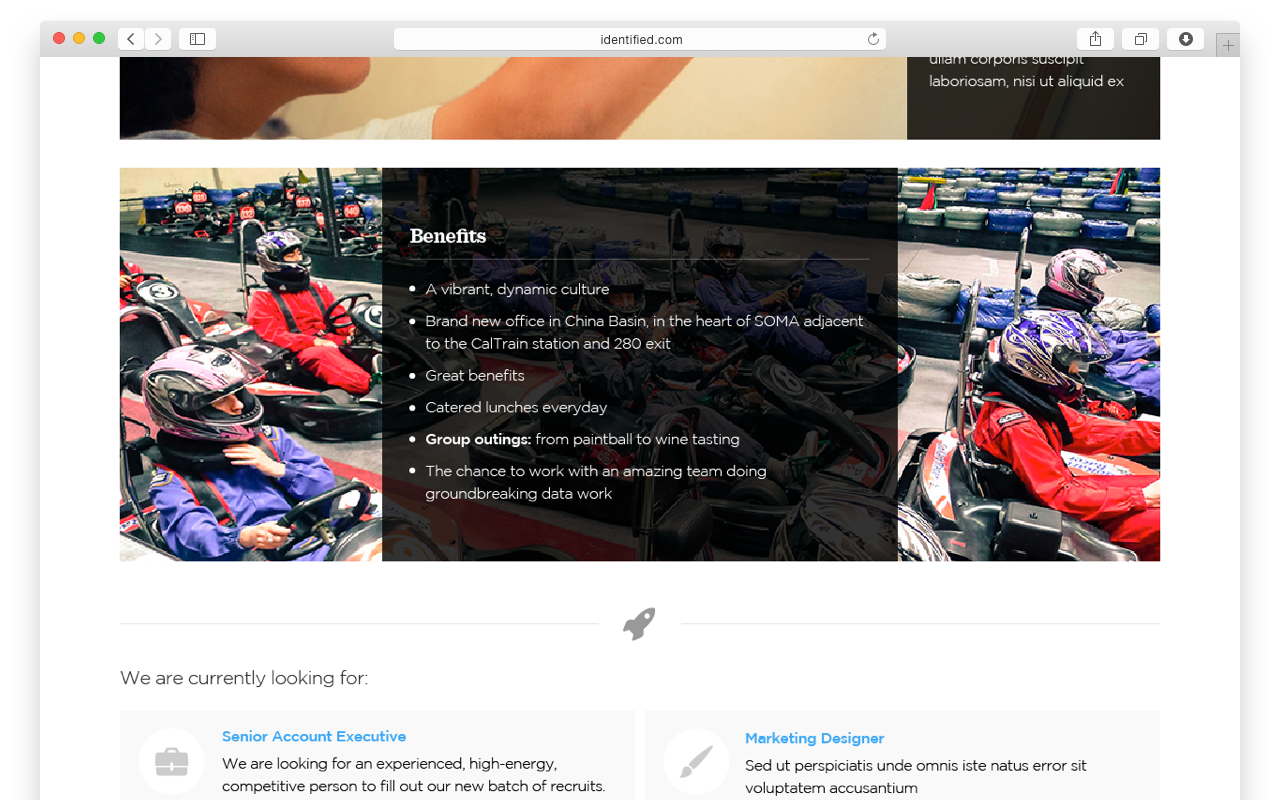 identified.com
ullam corporis suscipit
laboriosam, nisi ut aliquid ex
Benefits
A vibrant, dynamic culture
Brand new office in China Basin, in the heart of SOMA adjacent
to the CalTrain station and 280 exit
Great benefits
Catered lunches everyday
Group outings: from paintball to wine tasting
The chance to work with an amazing team doing
groundbreaking data work
We are currently looking for:
Senior Account Executive
We are looking for an experienced, high-energy,
competitive person to fill out our new batch of recruits.
Marketing Designer
Sed ut perspiciatis unde omnis iste natus error sit
voluptatem accusantium